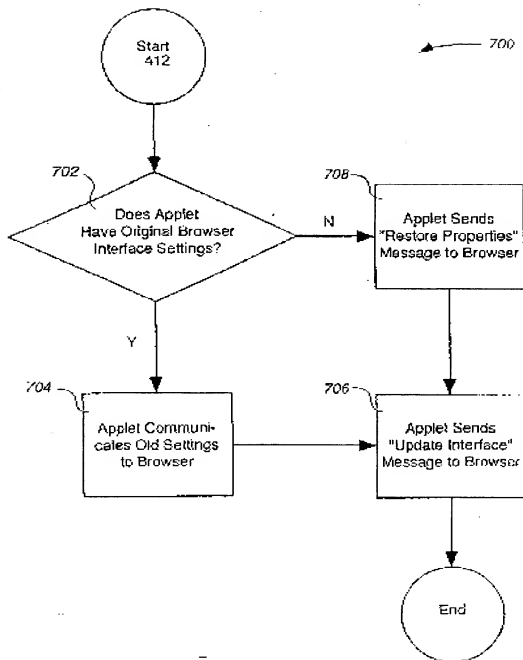 Start
412
700
702
Does Applet
Have Original Browser
Interface Settings?
N
708
Applet Sends
"Restore Properties"
Message to Browser
Y
704
Applet Communi-
cates Old Settings
to Browser
706
Applet Sends
"Update Interface"
Message to Browser
End